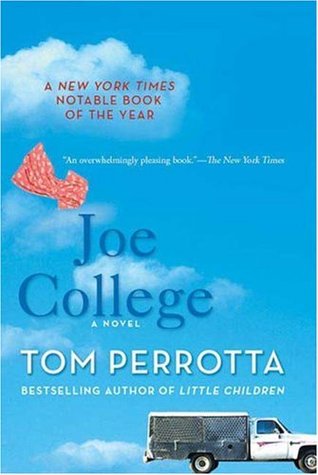 A NEW YORK TIMES
NOTABLE BOOK
OF THE YEAR
"An overwhelmingly pleasing book."—The New York Times
Joe
College
A NOVEL
TOM PERROTTA
BESTSELLING AUTHOR OF LITTLE CHILDREN